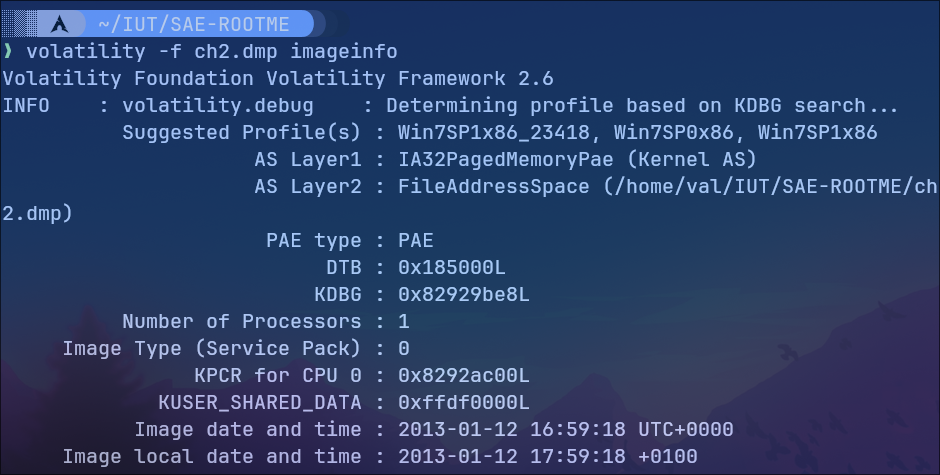 ~/IUT/SAE-ROOTME
❯ volatility -f ch2.dmp imageinfo
Volatility Foundation Volatility Framework 2.6
INFO    : volatility.debug    : Determining profile based on KDBG search...
          Suggested Profile(s) : Win7SP1x86_23418, Win7SP0x86, Win7SP1x86
                     AS Layer1 : IA32PagedMemoryPae (Kernel AS)
                     AS Layer2 : FileAddressSpace (/home/val/IUT/SAE-ROOTME/ch
2.dmp)
                      PAE type : PAE
                           DTB : 0x185000L
                          KDBG : 0x82929be8L
          Number of Processors : 1
     Image Type (Service Pack) : 0
                KPCR for CPU 0 : 0x8292ac00L
             KUSER_SHARED_DATA : 0xffdf0000L
           Image date and time : 2013-01-12 16:59:18 UTC+0000
     Image local date and time : 2013-01-12 17:59:18 +0100